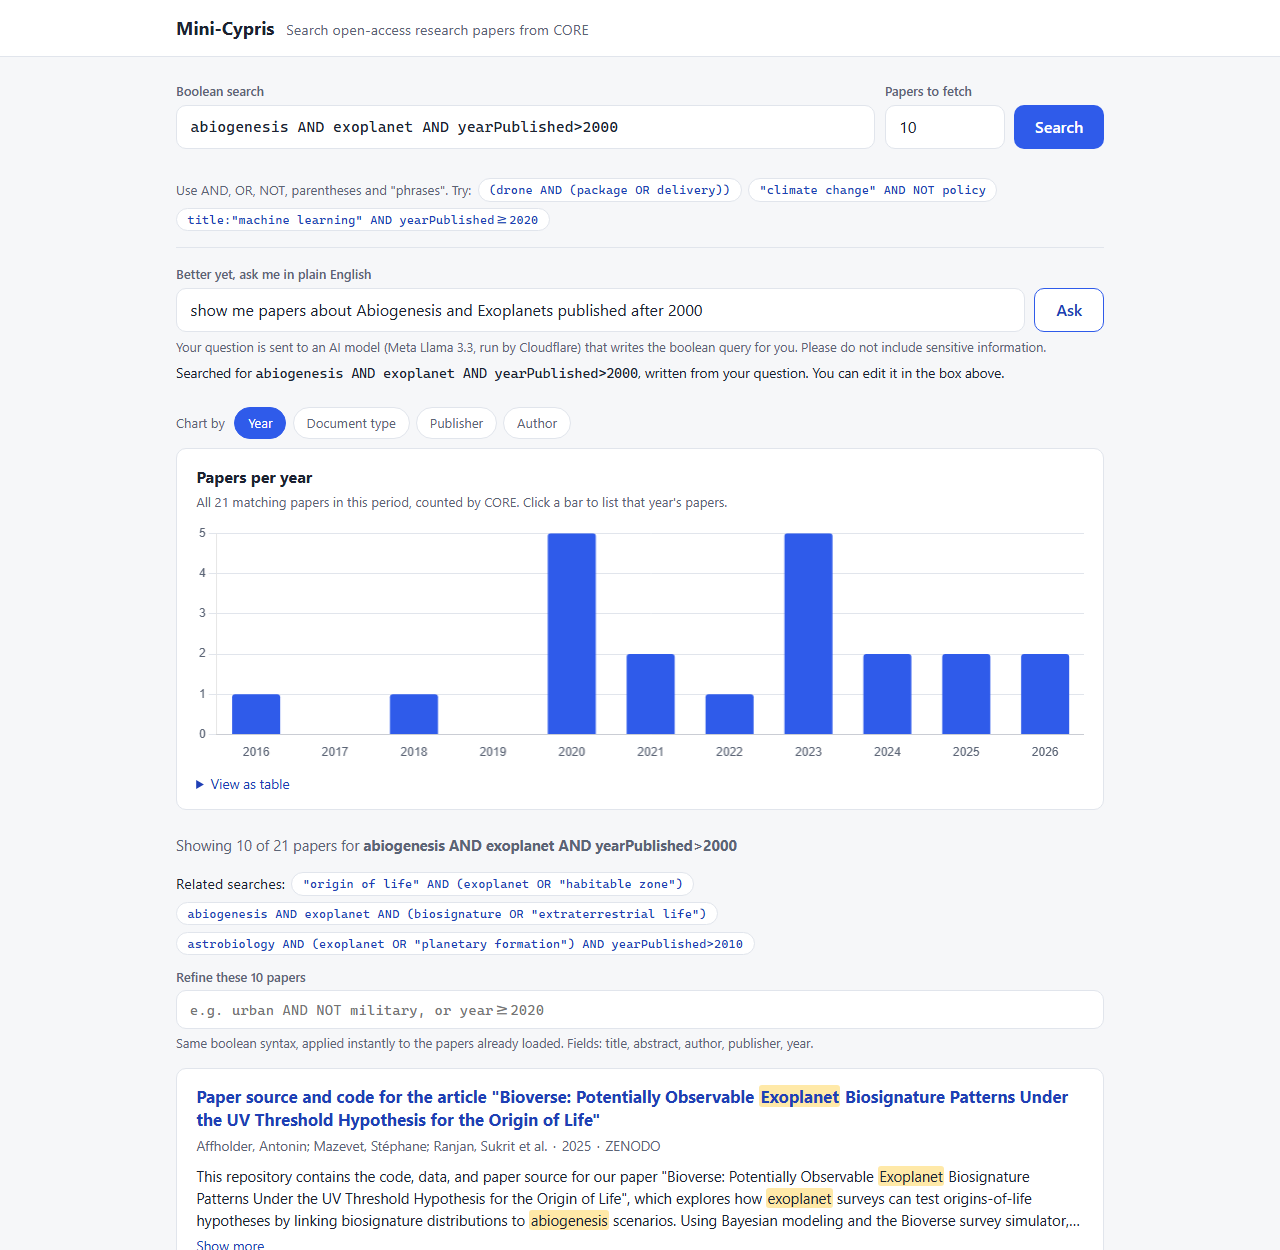 Mini-Cypris Search open-access research papers from CORE
Boolean search
Papers to fetch
abiogenesis AND exoplanet AND yearPublished>2000
10
Search
Use AND, OR, NOT, parentheses and "phrases". Try: (drone AND (package OR delivery)) "climate change" AND NOT policy
title:"machine learning" AND yearPublished>=2020
Better yet, ask me in plain English
show me papers about Abiogenesis and Exoplanets published after 2000
Ask
Your question is sent to an AI model (Meta Llama 3.3, run by Cloudflare) that writes the boolean query for you. Please do not include sensitive information.
Searched for abiogenesis AND exoplanet AND yearPublished>2000, written from your question. You can edit it in the box above.
Chart by Year Document type Publisher Author
Papers per year
All 21 matching papers in this period, counted by CORE. Click a bar to list that year's papers.
5
4
3
2
1
0
2016 2017 2018 2019 2020 2021 2022 2023 2024 2025 2026
▶ View as table
Showing 10 of 21 papers for abiogenesis AND exoplanet AND yearPublished>2000
Related searches: "origin of life" AND (exoplanet OR "habitable zone")
abiogenesis AND exoplanet AND (biosignature OR "extraterrestrial life")
astrobiology AND (exoplanet OR "planetary formation") AND yearPublished>2010
Refine these 10 papers
e.g. urban AND NOT military, or year>=2020
Same boolean syntax, applied instantly to the papers already loaded. Fields: title, abstract, author, publisher, year.
Paper source and code for the article "Bioverse: Potentially Observable Exoplanet Biosignature Patterns Under
the UV Threshold Hypothesis for the Origin of Life"
Affholder, Antonin; Mazevet, Stéphane; Ranjan, Sukrit et al. · 2025 · ZENODO
This repository contains the code, data, and paper source for our paper "Bioverse: Potentially Observable Exoplanet Biosignature
Patterns Under the UV Threshold Hypothesis for the Origin of Life", which explores how exoplanet surveys can test origins-of-life
hypotheses by linking biosignature distributions to abiogenesis scenarios. Using Bayesian modeling and the Bioverse survey simulator,…
Show more